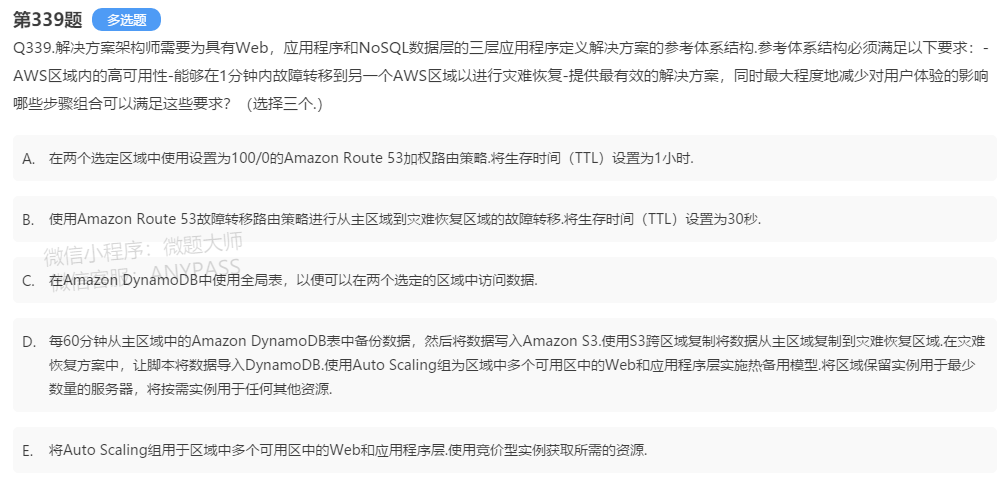 第339题 多选题
Q339.解决方案架构师需要为具有Web，应用程序和NoSQL数据层的三层应用程序定义解决方案的参考体系结构.参考体系结构必须满足以下要求：-
AWS区域内的高可用性-能够在1分钟内故障转移到另一个AWS区域以进行灾难恢复-提供最有效的解决方案，同时最大程度地减少对用户体验的影响
哪些步骤组合可以满足这些要求？（选择三个.）
A. 在两个选定区域中使用设置为100/0的Amazon Route 53加权路由策略.将生存时间（TTL）设置为1小时.
B. 使用Amazon Route 53故障转移路由策略进行从主区域到灾难恢复区域的故障转移.将生存时间（TTL）设置为30秒.
微信小程序：微题大师
微信客服：ANYPASS
C. 在Amazon DynamoDB中使用全局表，以便可以在两个选定的区域中访问数据.
D. 每60分钟从主区域中的Amazon DynamoDB表中备份数据，然后将数据写入Amazon S3.使用S3跨区域复制将数据从主区域复制到灾难恢复区域.在灾难
恢复方案中，让脚本将数据导入DynamoDB.使用Auto Scaling组为区域中多个可用区中的Web和应用程序层实施热备用模型.将区域保留实例用于最少
数量的服务器，将按需实例用于任何其他资源.
E. 将Auto Scaling组用于区域中多个可用区中的Web和应用程序层.使用竞价型实例获取所需的资源.